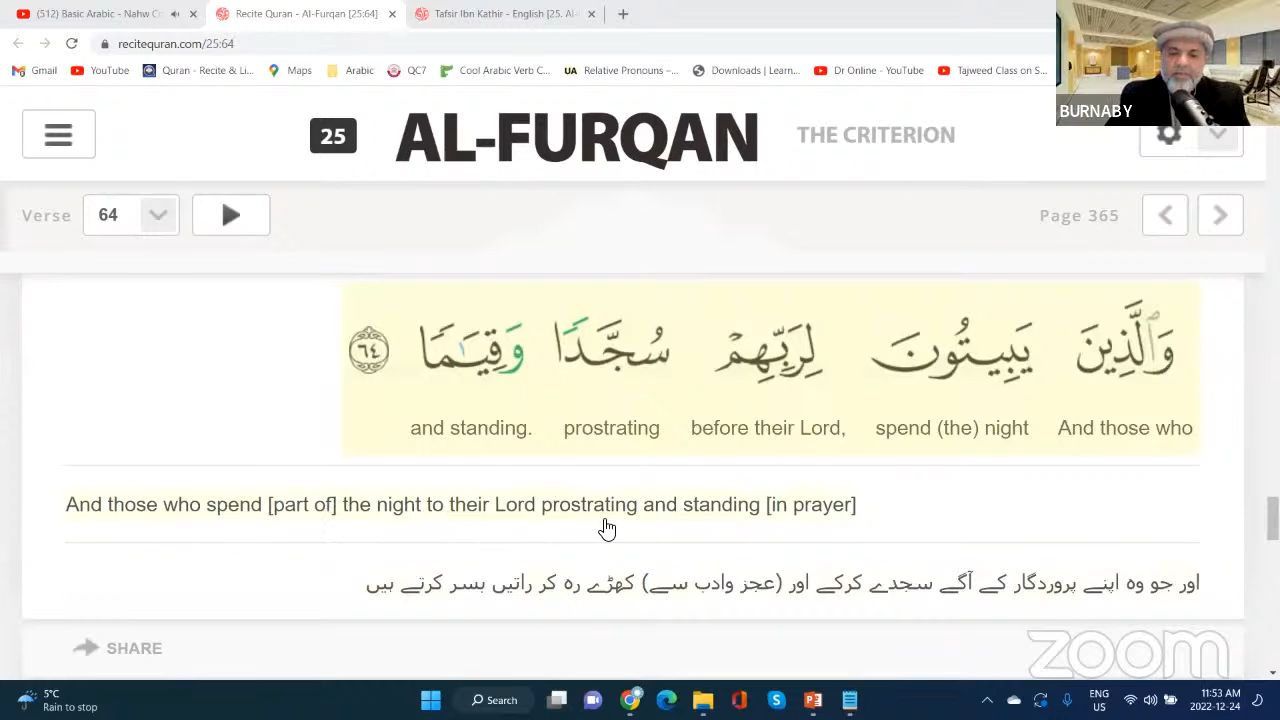 (512) Basic Arabic - Nahw Co
Recite Quran - Al-Furqan [25:64]
Tafsir Ibn Kathir - English [25. Al-
recitequran.com/25:64
Gmail YouTube Quran - Recite & Li... Maps Arabic QC7 Cool Arabic Verb C... UA Relative Pronouns –... Downloads | Learn... Dr Online - YouTube Tajweed Class on S
BURNABY
25 AL-FURQAN THE CRITERION
Verse 64 Page 365
وَٱلَّذِينَ يَبِيتُونَ لِرَبِّهِمْ سُجَّدًا وَقِيَٰمًا ٦٤
And those who spend (the) night before their Lord, prostrating and standing.
And those who spend [part of] the night to their Lord prostrating and standing [in prayer]
اور جو وہ اپنے پروردگار کے آگے سجدے کرکے اور (عجز وادب سے) کھڑے رہ کر راتیں بسر کرتے ہیں
SHARE
zoom
5°C
Rain to stop
Search
ENG
US
11:53 AM
2022-12-24